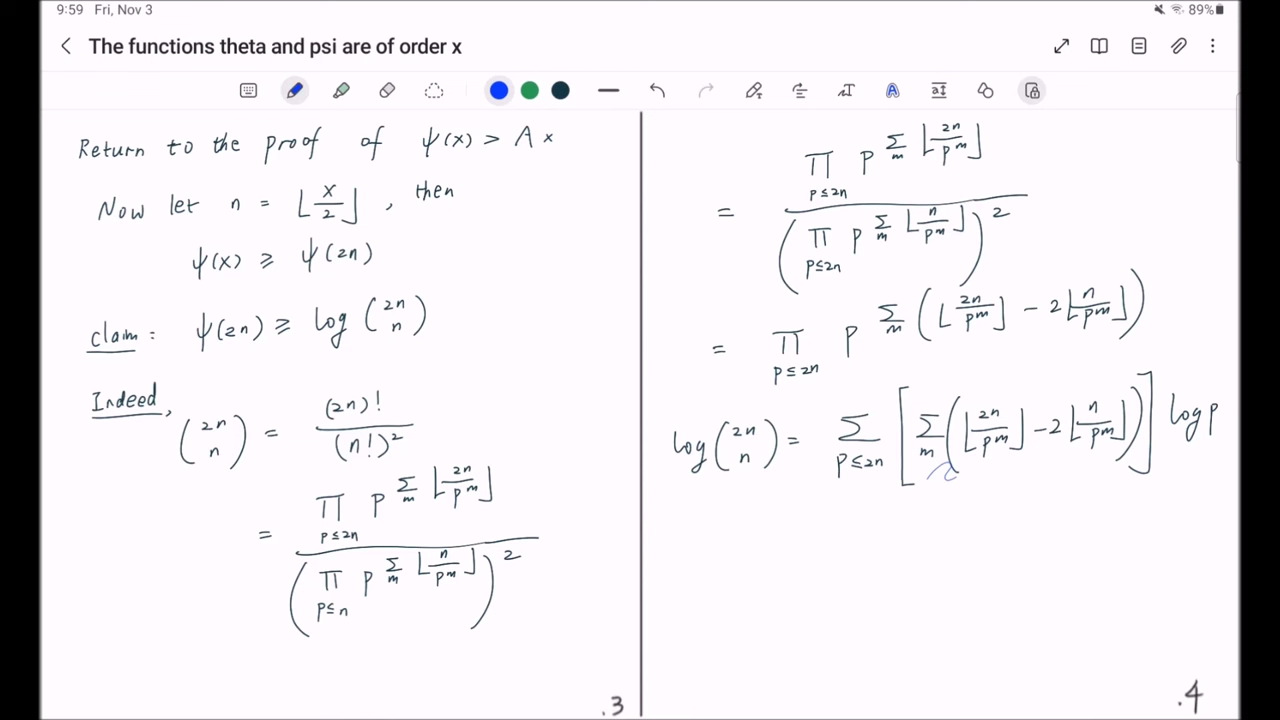 9:59 Fri, Nov 3 89%
The functions theta and psi are of order x
Return to the proof of ψ(x) > A x
Now let n = ⌊x/2⌋, then
ψ(x) ≥ ψ(2n)
claim: ψ(2n) ≥ log (2n n)
Indeed, (2n n) = (2n)! / (n!)^2
= ∏_{p≤2n} p^{Σ_m ⌊2n/p^m⌋} / (∏_{p≤n} p^{Σ_m ⌊n/p^m⌋})^2
.3
= ∏_{p≤2n} p^{Σ_m ⌊2n/p^m⌋} / (∏_{p≤2n} p^{Σ_m ⌊n/p^m⌋})^2
= ∏_{p≤2n} p^{Σ_m (⌊2n/p^m⌋ - 2⌊n/p^m⌋)}
log (2n n) = Σ_{p≤2n} [Σ_m (⌊2n/p^m⌋ - 2⌊n/p^m⌋)] log p
.4